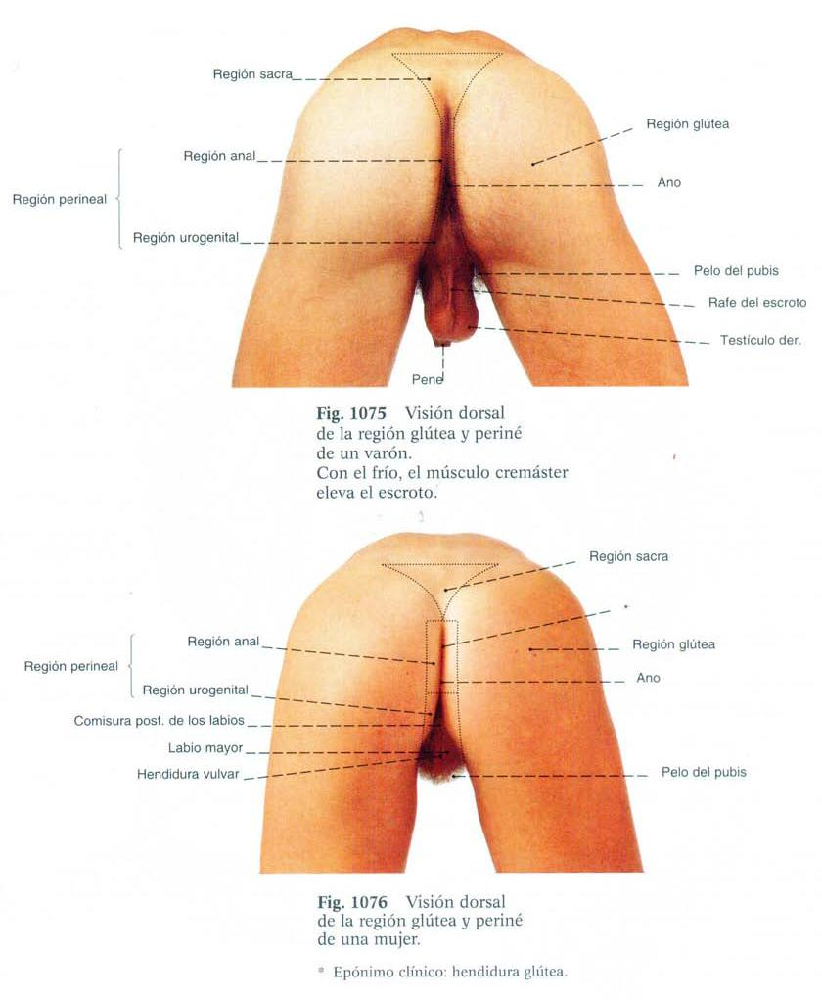 Región sacra
Región glútea
Región anal
Ano
Región perineal
Región urogenital
Pelo del pubis
Rafe del escroto
Testículo der.
Pene
Fig. 1075 Visión dorsal
de la región glútea y periné
de un varón.
Con el frío, el músculo cremáster
eleva el escroto.
Región sacra
*
Región anal
Región glútea
Región perineal
Ano
Región urogenital
Comisura post. de los labios
Labio mayor
Hendidura vulvar
Pelo del pubis
Fig. 1076 Visión dorsal
de la región glútea y periné
de una mujer.
* Epónimo clínico: hendidura glútea.